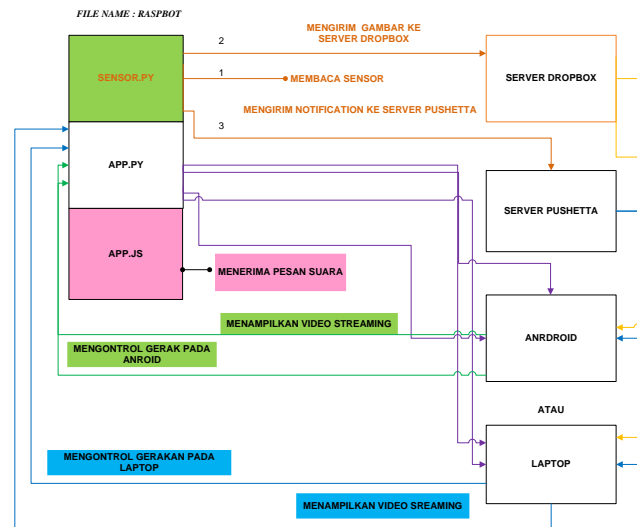 FILE NAME : RASPBOT
2
MENGIRIM GAMBAR KE
SERVER DROPBOX
SENSOR.PY
1
MEMBACA SENSOR
SERVER DROPBOX
MENGIRIM NOTIFICATION KE SERVER PUSHETTA
3
APP.PY
SERVER PUSHETTA
APP.JS
MENERIMA PESAN SUARA
MENAMPILKAN VIDEO STREAMING
ANRDROID
MENGONTROL GERAK PADA
ANROID
ATAU
MENGONTROL GERAKAN PADA
LAPTOP
LAPTOP
MENAMPILKAN VIDEO SREAMING